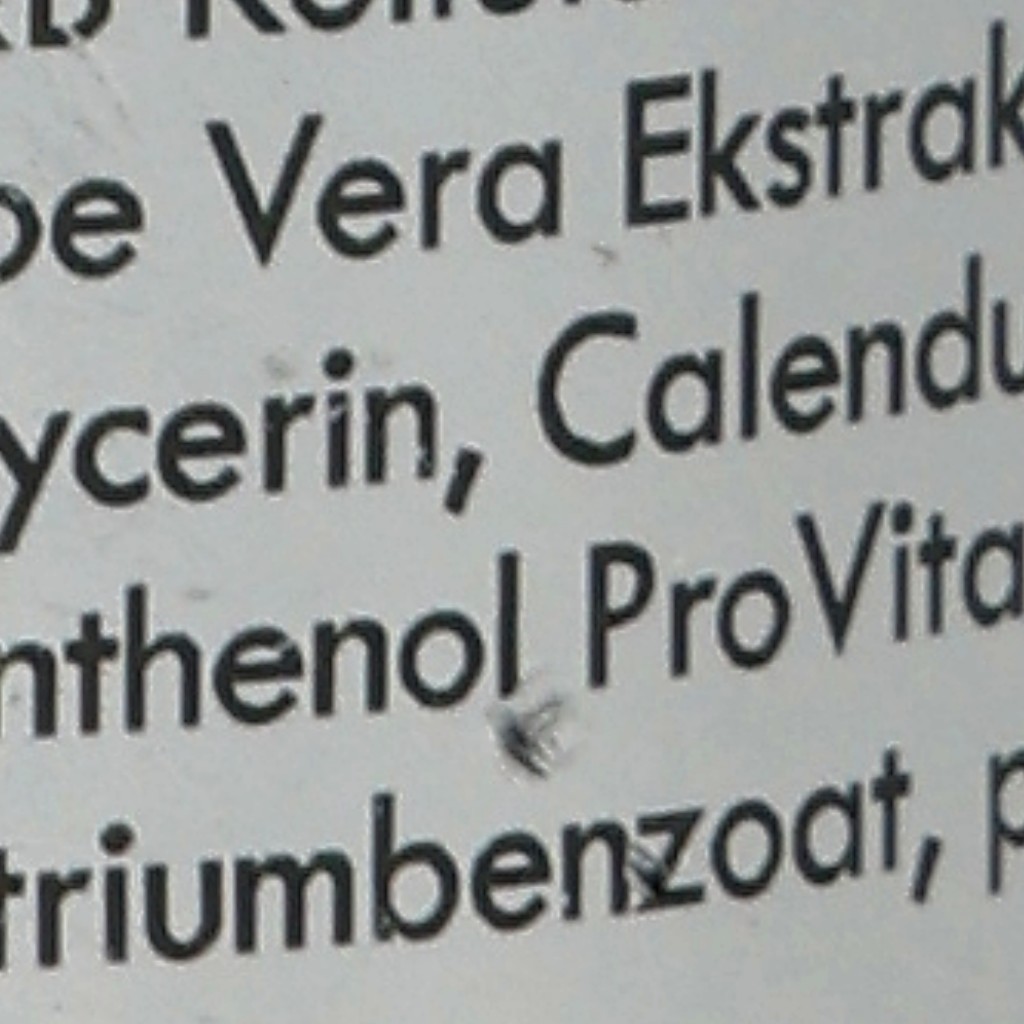 oe Vera Ekstrak
ycerin, Calendu
nthenol ProVita
triumbenzoat, p